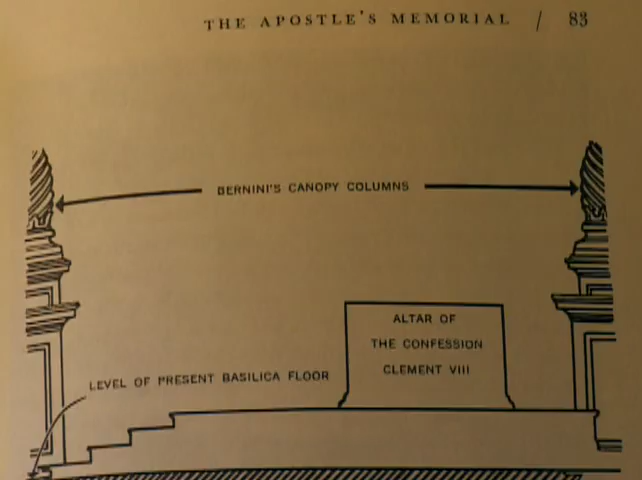 THE APOSTLE'S MEMORIAL / 83
BERNINI'S CANOPY COLUMNS
ALTAR OF
THE CONFESSION
CLEMENT VIII
LEVEL OF PRESENT BASILICA FLOOR